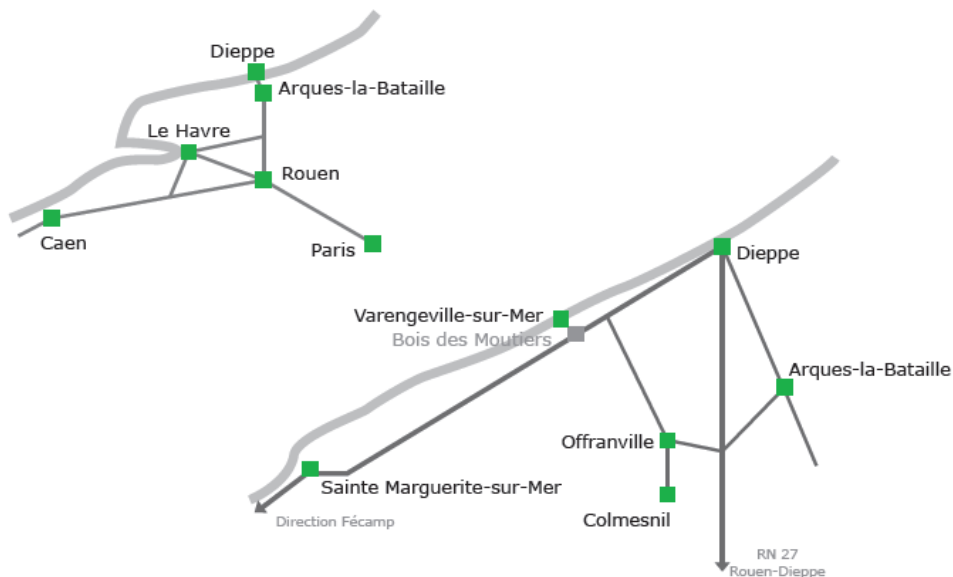 Dieppe
Arques-la-Bataille
Le Havre
Rouen
Caen
Paris
Dieppe
Varengeville-sur-Mer
Bois des Moutiers
Arques-la-Bataille
Offranville
Sainte Marguerite-sur-Mer
Colmesnil
Direction Fécamp
RN 27
Rouen-Dieppe